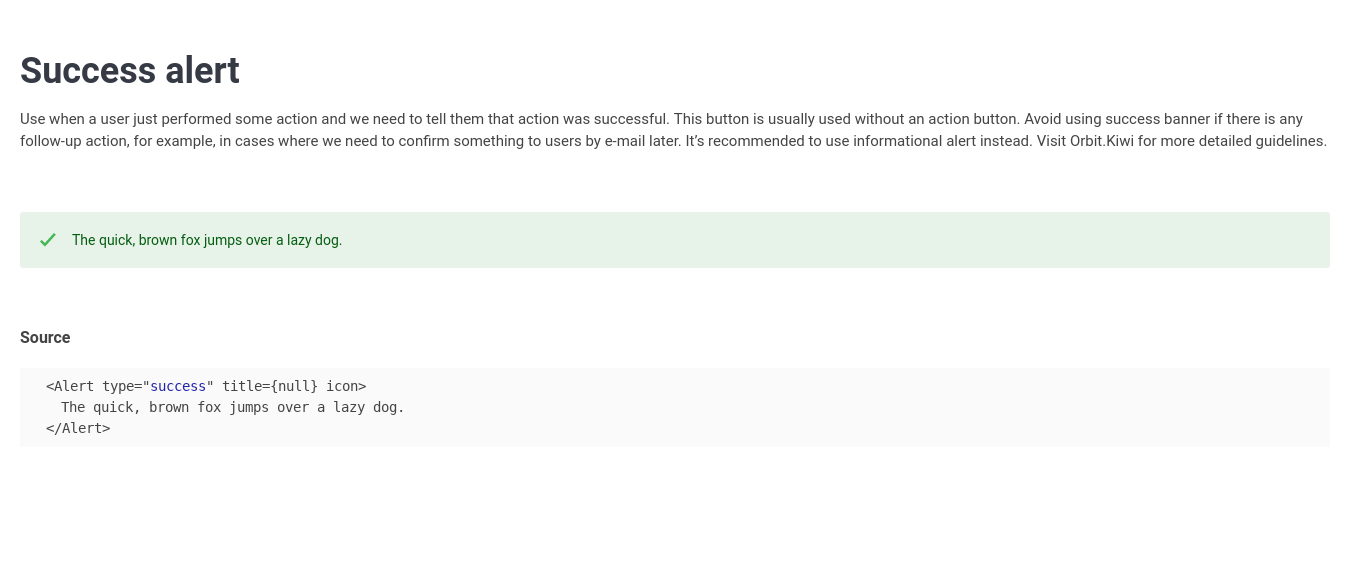 Success alert
Use when a user just performed some action and we need to tell them that action was successful. This button is usually used without an action button. Avoid using success banner if there is any
follow-up action, for example, in cases where we need to confirm something to users by e-mail later. It’s recommended to use informational alert instead. Visit Orbit.Kiwi for more detailed guidelines.
The quick, brown fox jumps over a lazy dog.
Source
<Alert type="success" title={null} icon>
The quick, brown fox jumps over a lazy dog.
</Alert>